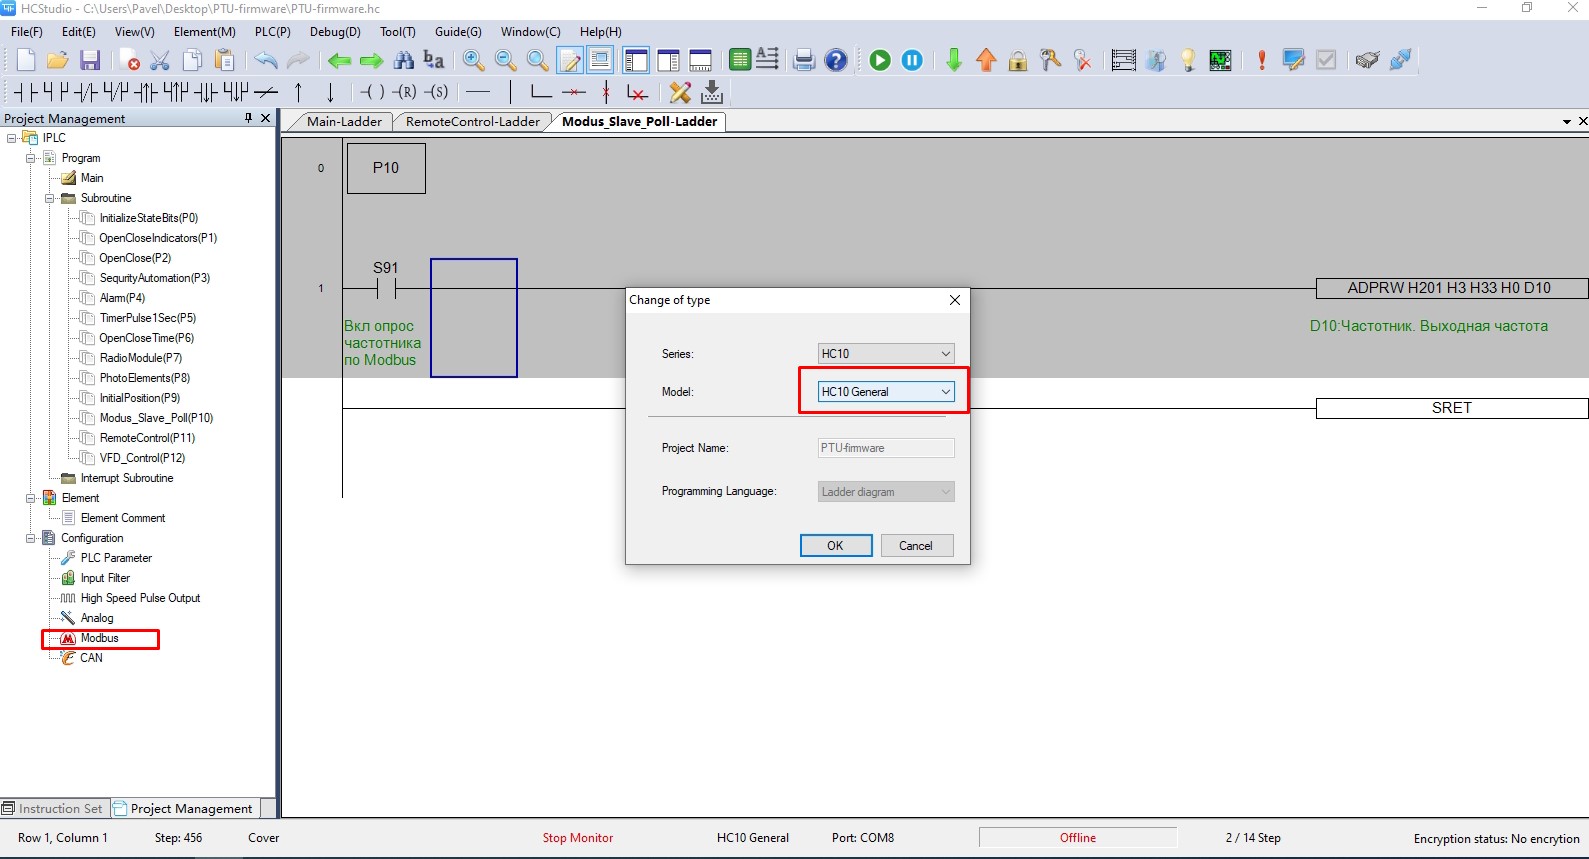 HCStudio - C:\Users\Pavel\Desktop\PTU-firmware\PTU-firmware.hc
File(F) Edit(E) View(V) Element(M) PLC(P) Debug(D) Tool(T) Guide(G) Window(C) Help(H)
Project Management
Main-Ladder RemoteControl-Ladder Modus_Slave_Poll-Ladder
IPLC
Program
Main
Subroutine
InitializeStateBits(P0)
OpenCloseIndicators(P1)
OpenClose(P2)
SequrityAutomation(P3)
Alarm(P4)
TimerPulse1Sec(P5)
OpenCloseTime(P6)
RadioModule(P7)
PhotoElements(P8)
InitialPosition(P9)
Modus_Slave_Poll(P10)
RemoteControl(P11)
VFD_Control(P12)
Interrupt Subroutine
Element
Element Comment
Configuration
PLC Parameter
Input Filter
High Speed Pulse Output
Analog
Modbus
CAN
0 P10
S91
1 ADPRW H201 H3 H33 H0 D10
Вкл опрос
частотника
по Modbus
D10:Частотник. Выходная частота
SRET
Change of type
Series: HC10
Model: HC10 General
Project Name: PTU-firmware
Programming Language: Ladder diagram
OK Cancel
Instruction Set Project Management
Row 1, Column 1 Step: 456 Cover Stop Monitor HC10 General Port: COM8 Offline 2 / 14 Step Encryption status: No encrytion